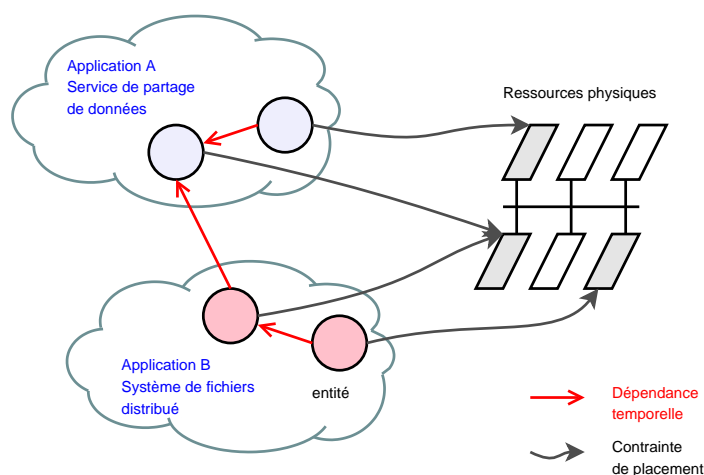 Application A
Service de partage
de données
Ressources physiques
Application B
Système de fichiers
distribué
entité
Dépendance
temporelle
Contrainte
de placement